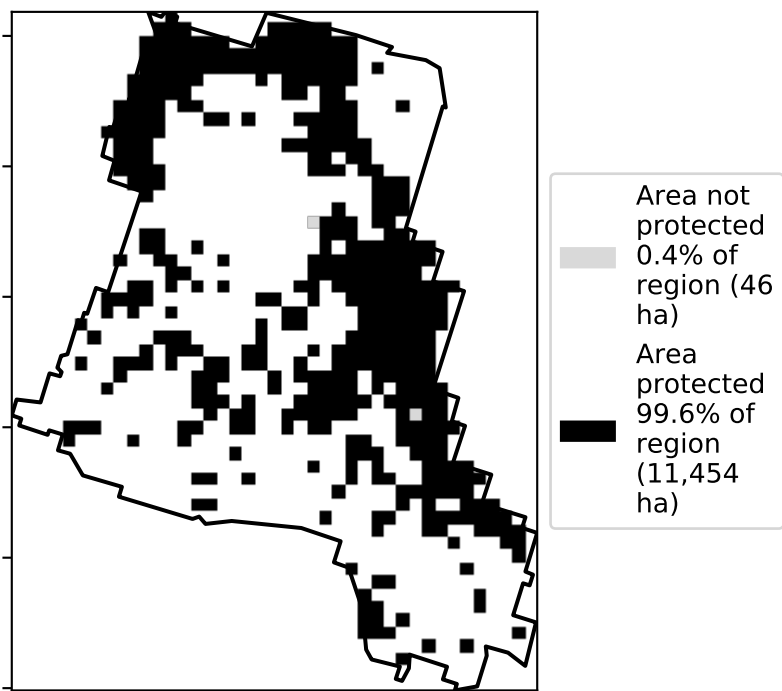 Area not
protected
0.4% of
region (46
ha)
Area
protected
99.6% of
region
(11,454
ha)